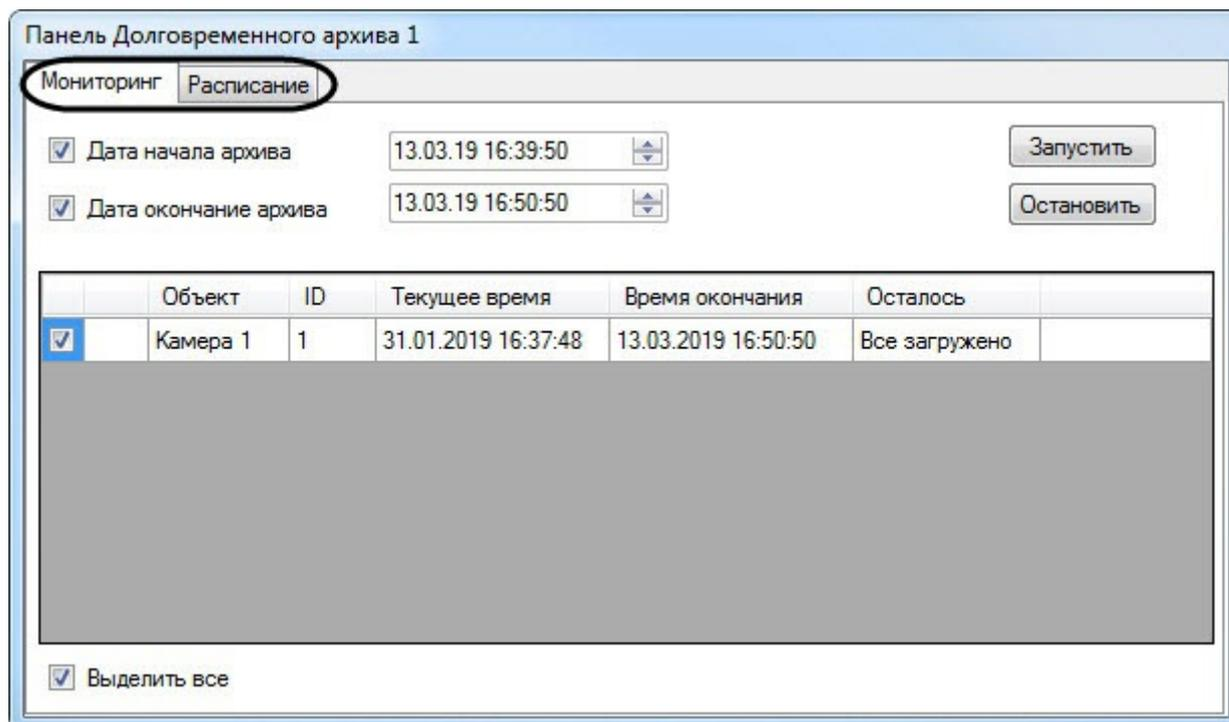 Панель Долговременного архива 1
Мониторинг Расписание
Дата начала архива 13.03.19 16:39:50 Запустить
Дата окончание архива 13.03.19 16:50:50 Остановить
Объект ID Текущее время Время окончания Осталось
Камера 1 1 31.01.2019 16:37:48 13.03.2019 16:50:50 Все загружено
Выделить все